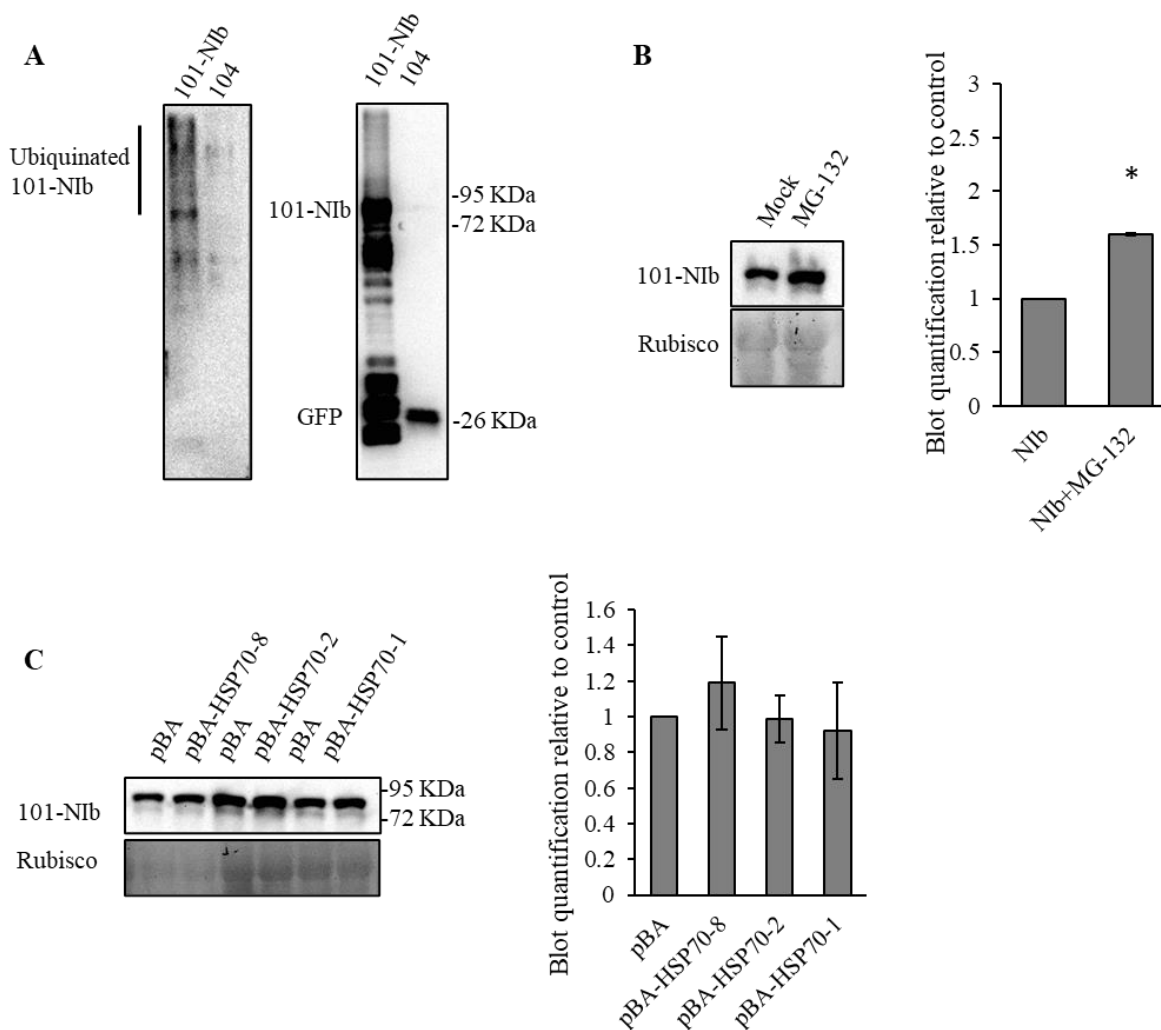 A
101-NIb
104
Ubiquinated
101-NIb
101-NIb
104
101-NIb
-95 KDa
-72 KDa
GFP
-26 KDa
B
Mock
MG-132
101-NIb
Rubisco
Blot quantification relative to control
3
2.5
2
1.5
1
0.5
0
*
NIb
NIb+MG-132
C
pBA
pBA-HSP70-8
pBA
pBA-HSP70-2
pBA
pBA-HSP70-1
101-NIb
-95 KDa
-72 KDa
Rubisco
Blot quantification relative to control
1.6
1.4
1.2
1
0.8
0.6
0.4
0.2
0
pBA
pBA-HSP70-8
pBA-HSP70-2
pBA-HSP70-1